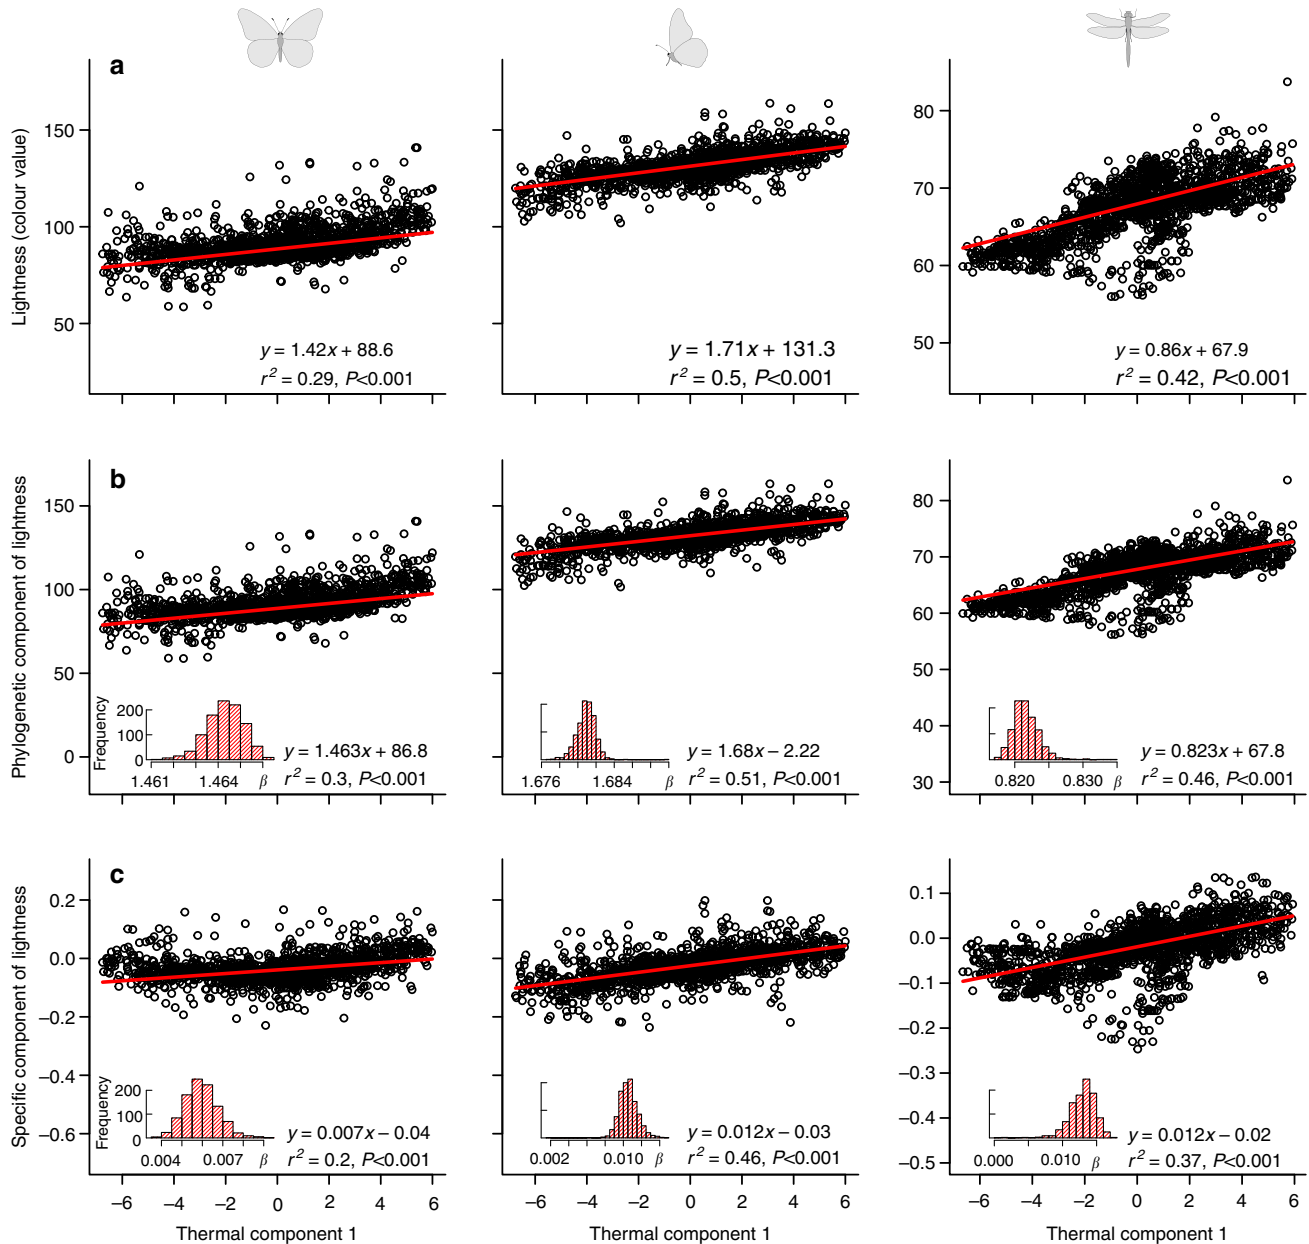 a
Lightness (colour value)
150
100
50
y = 1.42x + 88.6
r² = 0.29, P<0.001
y = 1.71x + 131.3
r² = 0.5, P<0.001
80
70
60
50
y = 0.86x + 67.9
r² = 0.42, P<0.001
b
Phylogenetic component of lightness
150
100
50
0
Frequency
200
100
0
1.461 1.464 β
y = 1.463x + 86.8
r² = 0.3, P<0.001
1.676 1.684 β
y = 1.68x – 2.22
r² = 0.51, P<0.001
80
70
60
50
40
30
0.820 0.830 β
y = 0.823x + 67.8
r² = 0.46, P<0.001
c
Specific component of lightness
0.2
0.0
–0.2
–0.4
–0.6
Frequency
200
100
0
0.004 0.007 β
y = 0.007x – 0.04
r² = 0.2, P<0.001
0.002 0.010 β
y = 0.012x – 0.03
r² = 0.46, P<0.001
0.1
0.0
–0.1
–0.2
–0.3
–0.4
–0.5
0.000 0.010 β
y = 0.012x – 0.02
r² = 0.37, P<0.001
–6 –4 –2 0 2 4 6
Thermal component 1
–6 –4 –2 0 2 4 6
Thermal component 1
–6 –4 –2 0 2 4 6
Thermal component 1